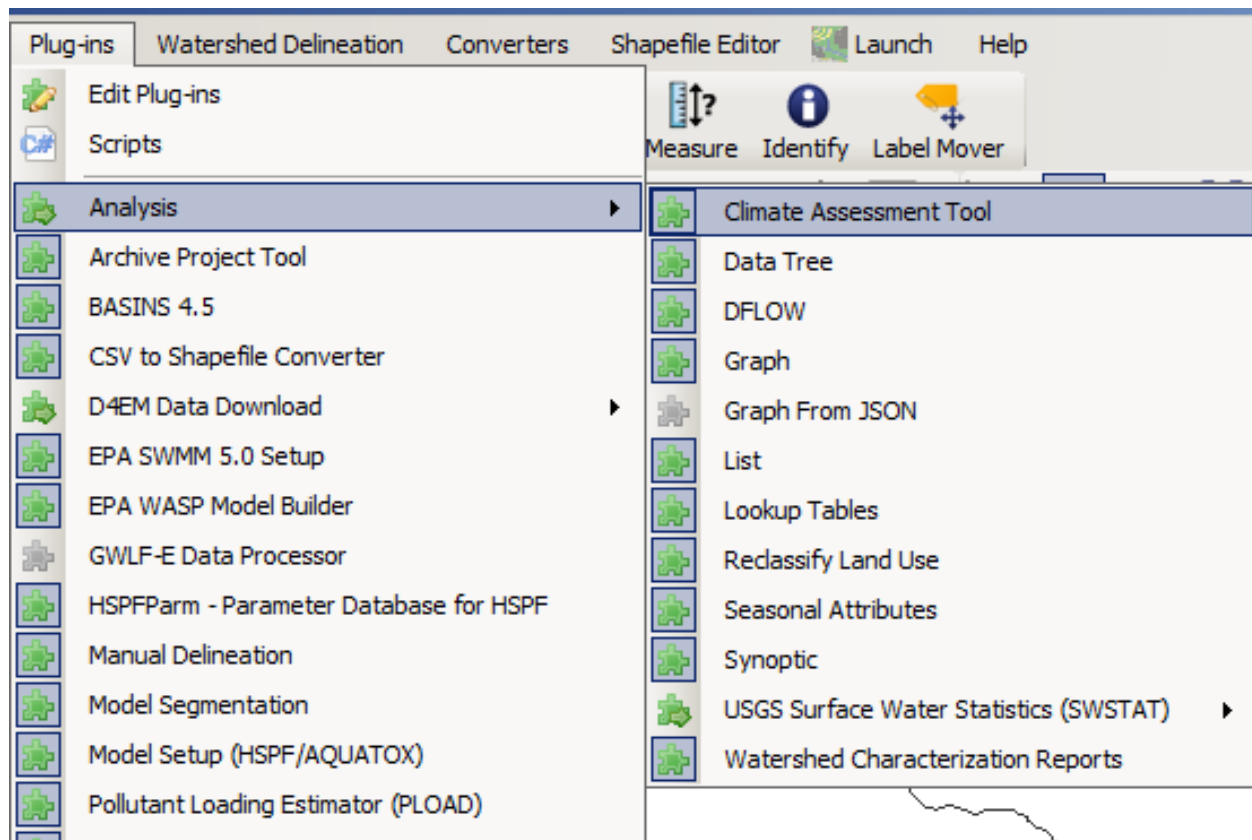 Plug-ins Watershed Delineation Converters Shapefile Editor Launch Help
Measure Identify Label Mover
Edit Plug-ins
C# Scripts
Analysis
Archive Project Tool
BASINS 4.5
CSV to Shapefile Converter
D4EM Data Download
EPA SWMM 5.0 Setup
EPA WASP Model Builder
GWLF-E Data Processor
HSPFParm - Parameter Database for HSPF
Manual Delineation
Model Segmentation
Model Setup (HSPF/AQUATOX)
Pollutant Loading Estimator (PLOAD)
Climate Assessment Tool
Data Tree
DFLOW
Graph
Graph From JSON
List
Lookup Tables
Reclassify Land Use
Seasonal Attributes
Synoptic
USGS Surface Water Statistics (SWSTAT)
Watershed Characterization Reports